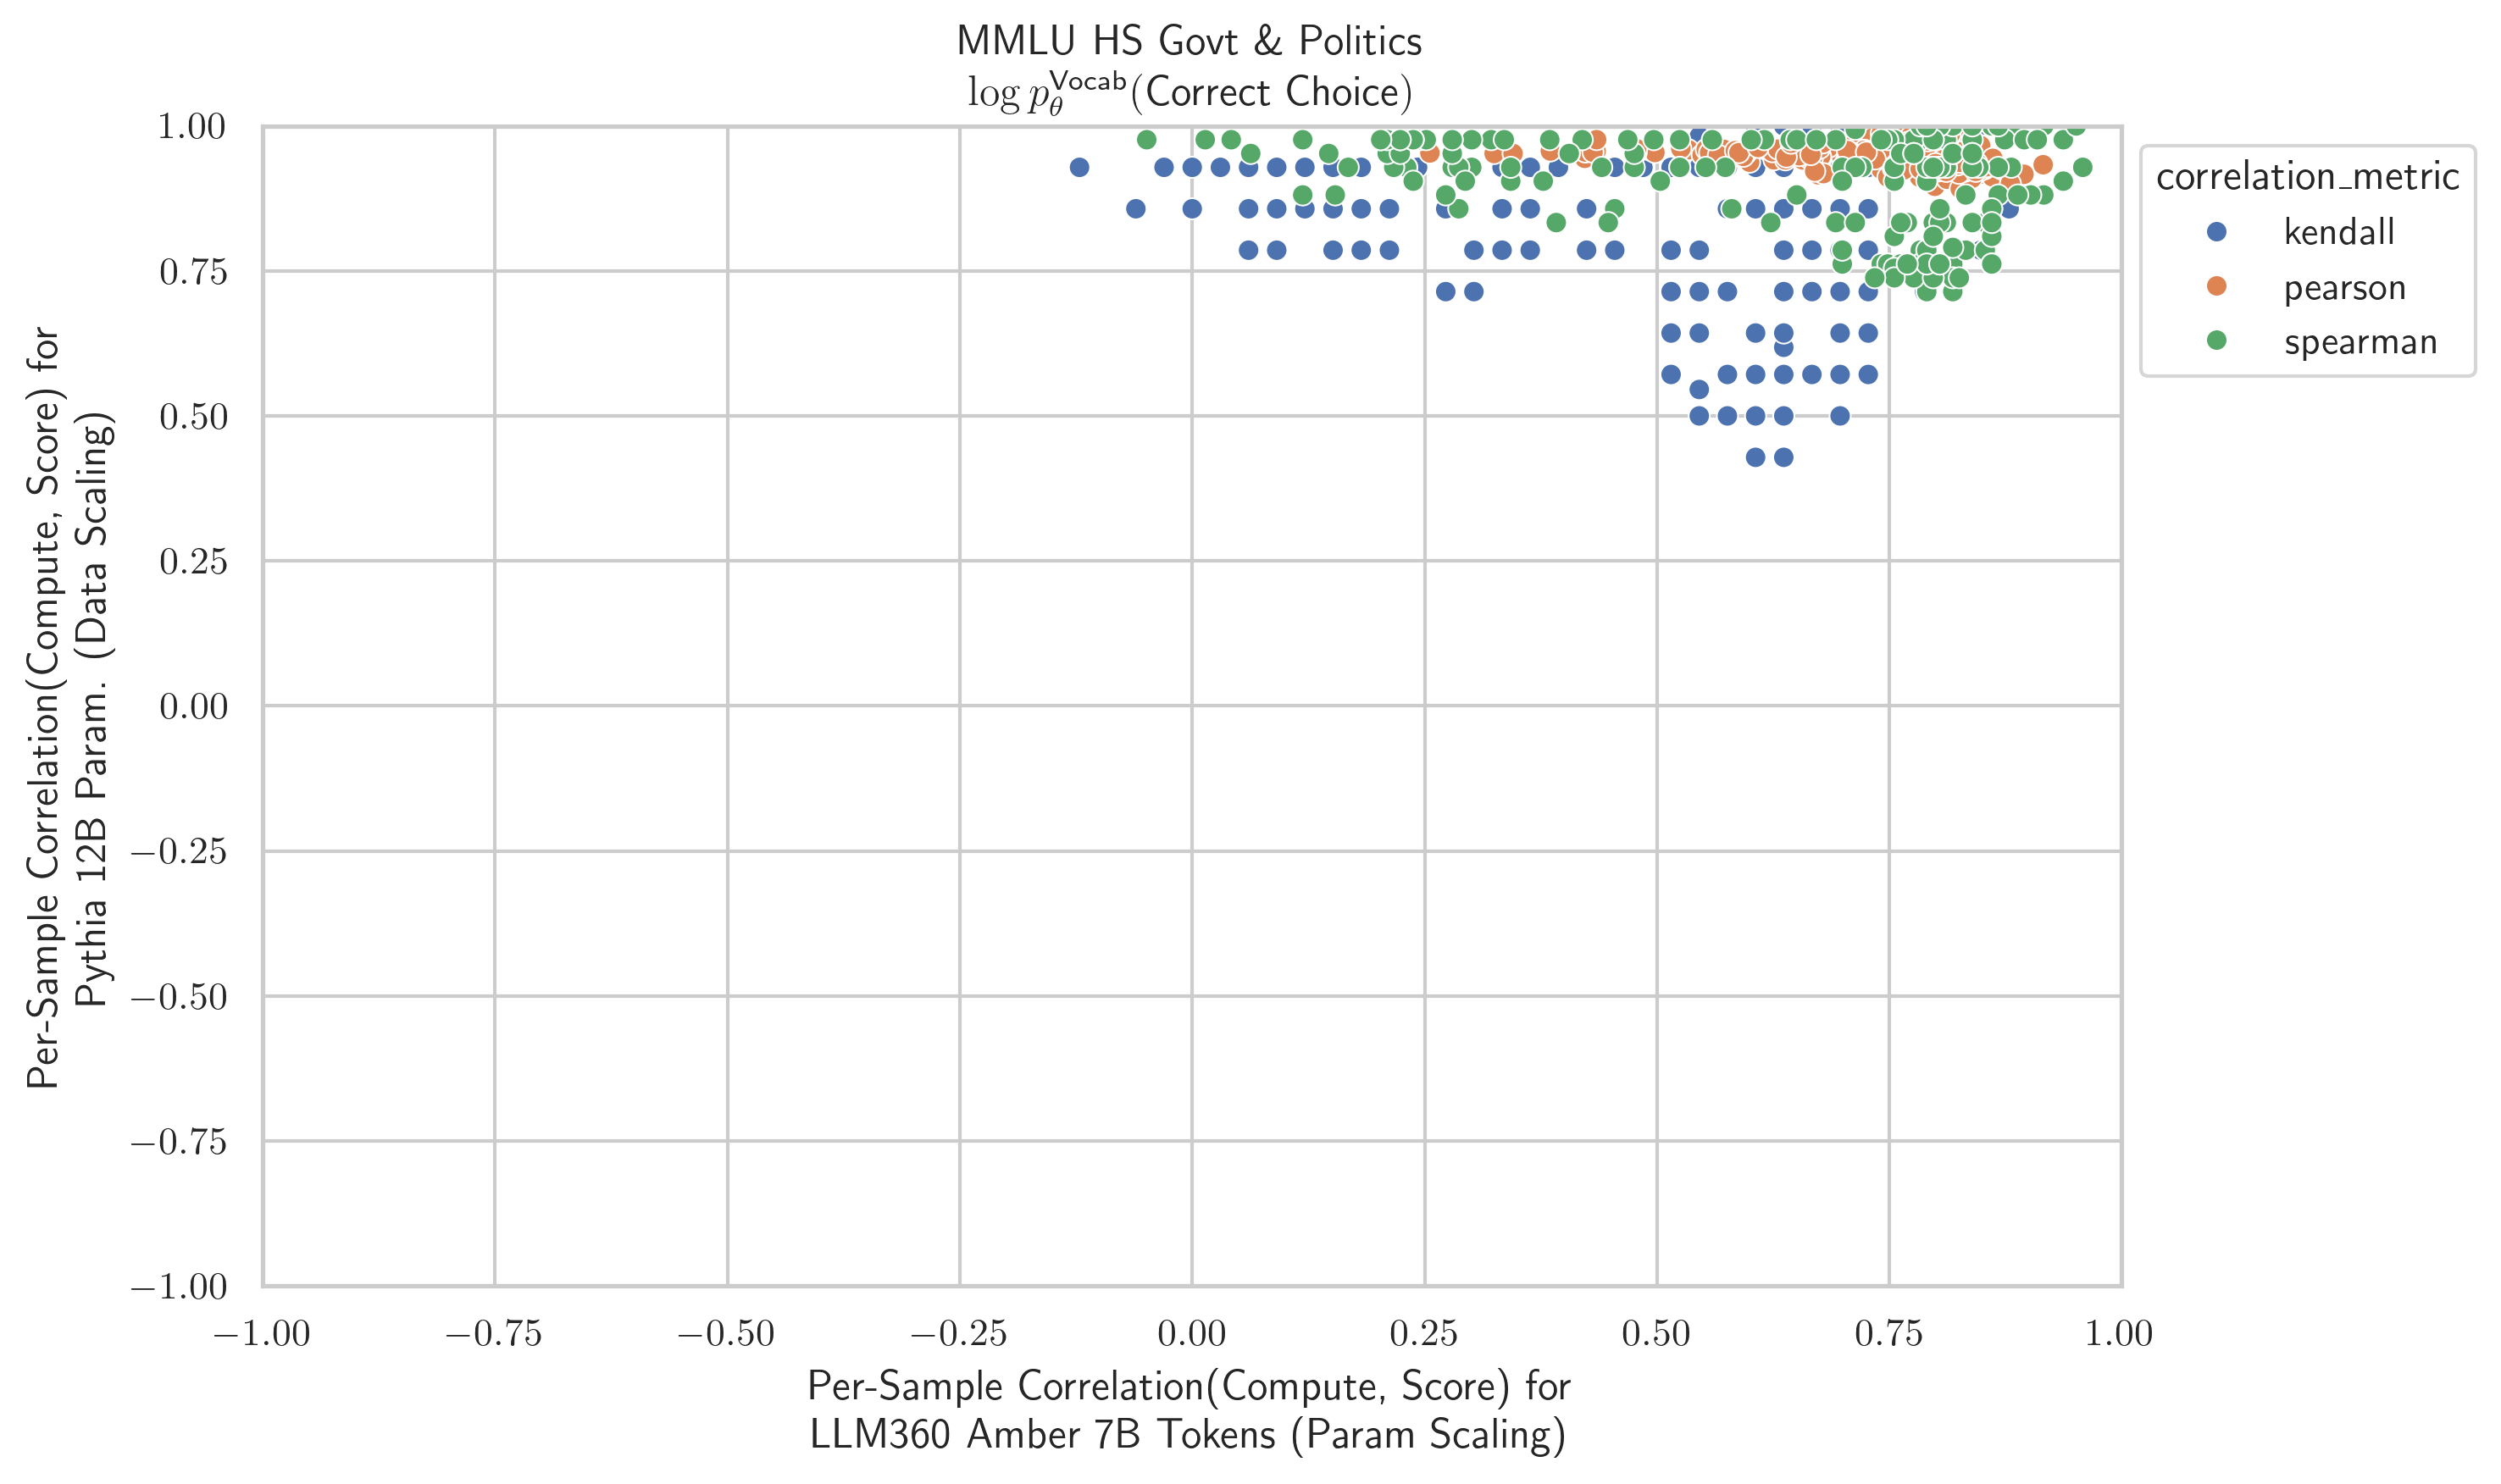 MMLU HS Govt & Politics
log p_θ^Vocab(Correct Choice)
1.00
0.75
0.50
0.25
0.00
−0.25
−0.50
−0.75
−1.00
Per-Sample Correlation(Compute, Score) for
Pythia 12B Param. (Data Scaling)
−1.00 −0.75 −0.50 −0.25 0.00 0.25 0.50 0.75 1.00
Per-Sample Correlation(Compute, Score) for
LLM360 Amber 7B Tokens (Param Scaling)
correlation_metric
kendall
pearson
spearman